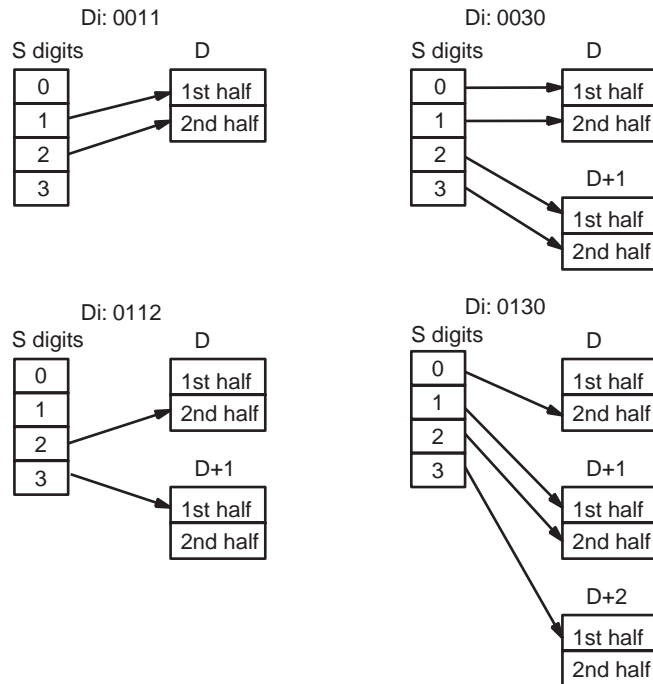 Di: 0011
S digits
D
0
1
2
3
1st half
2nd half
Di: 0030
S digits
D
0
1
2
3
1st half
2nd half
D+1
1st half
2nd half
Di: 0112
S digits
D
0
1
2
3
1st half
2nd half
D+1
1st half
2nd half
Di: 0130
S digits
D
0
1
2
3
1st half
2nd half
D+1
1st half
2nd half
D+2
1st half
2nd half